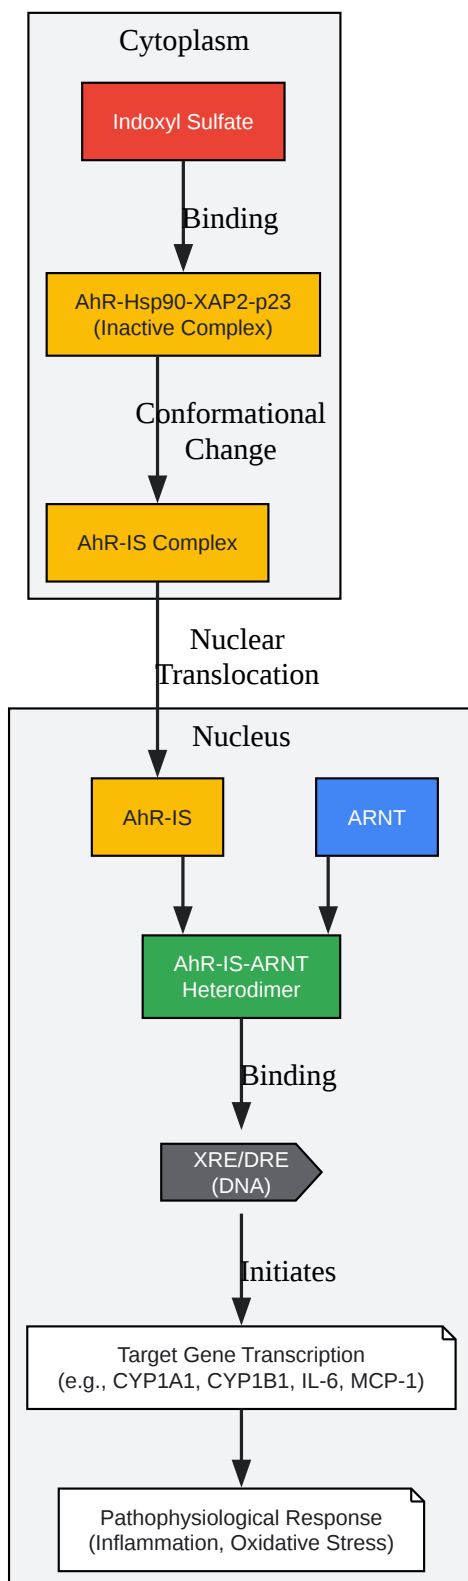 Cytoplasm
Indoxyl Sulfate
Binding
AhR-Hsp90-XAP2-p23
(Inactive Complex)
Conformational
Change
AhR-IS Complex
Nuclear
Translocation
Nucleus
AhR-IS
ARNT
AhR-IS-ARNT
Heterodimer
Binding
XRE/DRE
(DNA)
Initiates
Target Gene Transcription
(e.g., CYP1A1, CYP1B1, IL-6, MCP-1)
Pathophysiological Response
(Inflammation, Oxidative Stress)